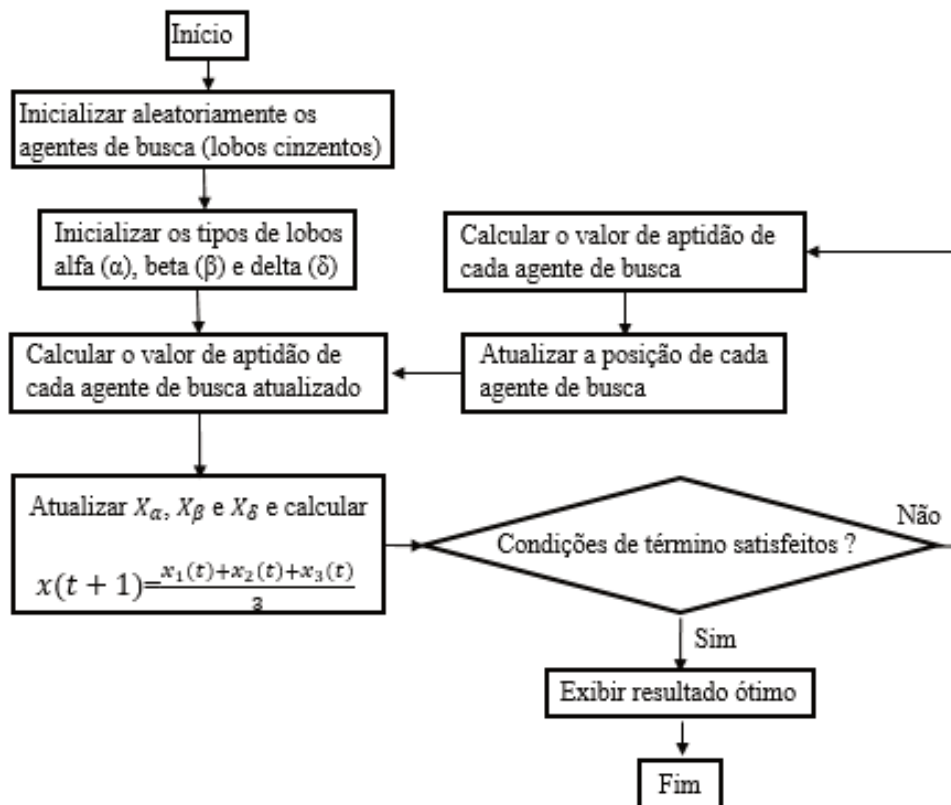 Início
Inicializar aleatoriamente os
agentes de busca (lobos cinzentos)
Inicializar os tipos de lobos
alfa (α), beta (β) e delta (δ)
Calcular o valor de aptidão de
cada agente de busca atualizado
Atualizar X_α, X_β e X_δ e calcular
x(t + 1)=\frac{x_1(t)+x_2(t)+x_3(t)}{3}
Condições de término satisfeitos ?
Não
Calcular o valor de aptidão de
cada agente de busca
Atualizar a posição de cada
agente de busca
Sim
Exibir resultado ótimo
Fim